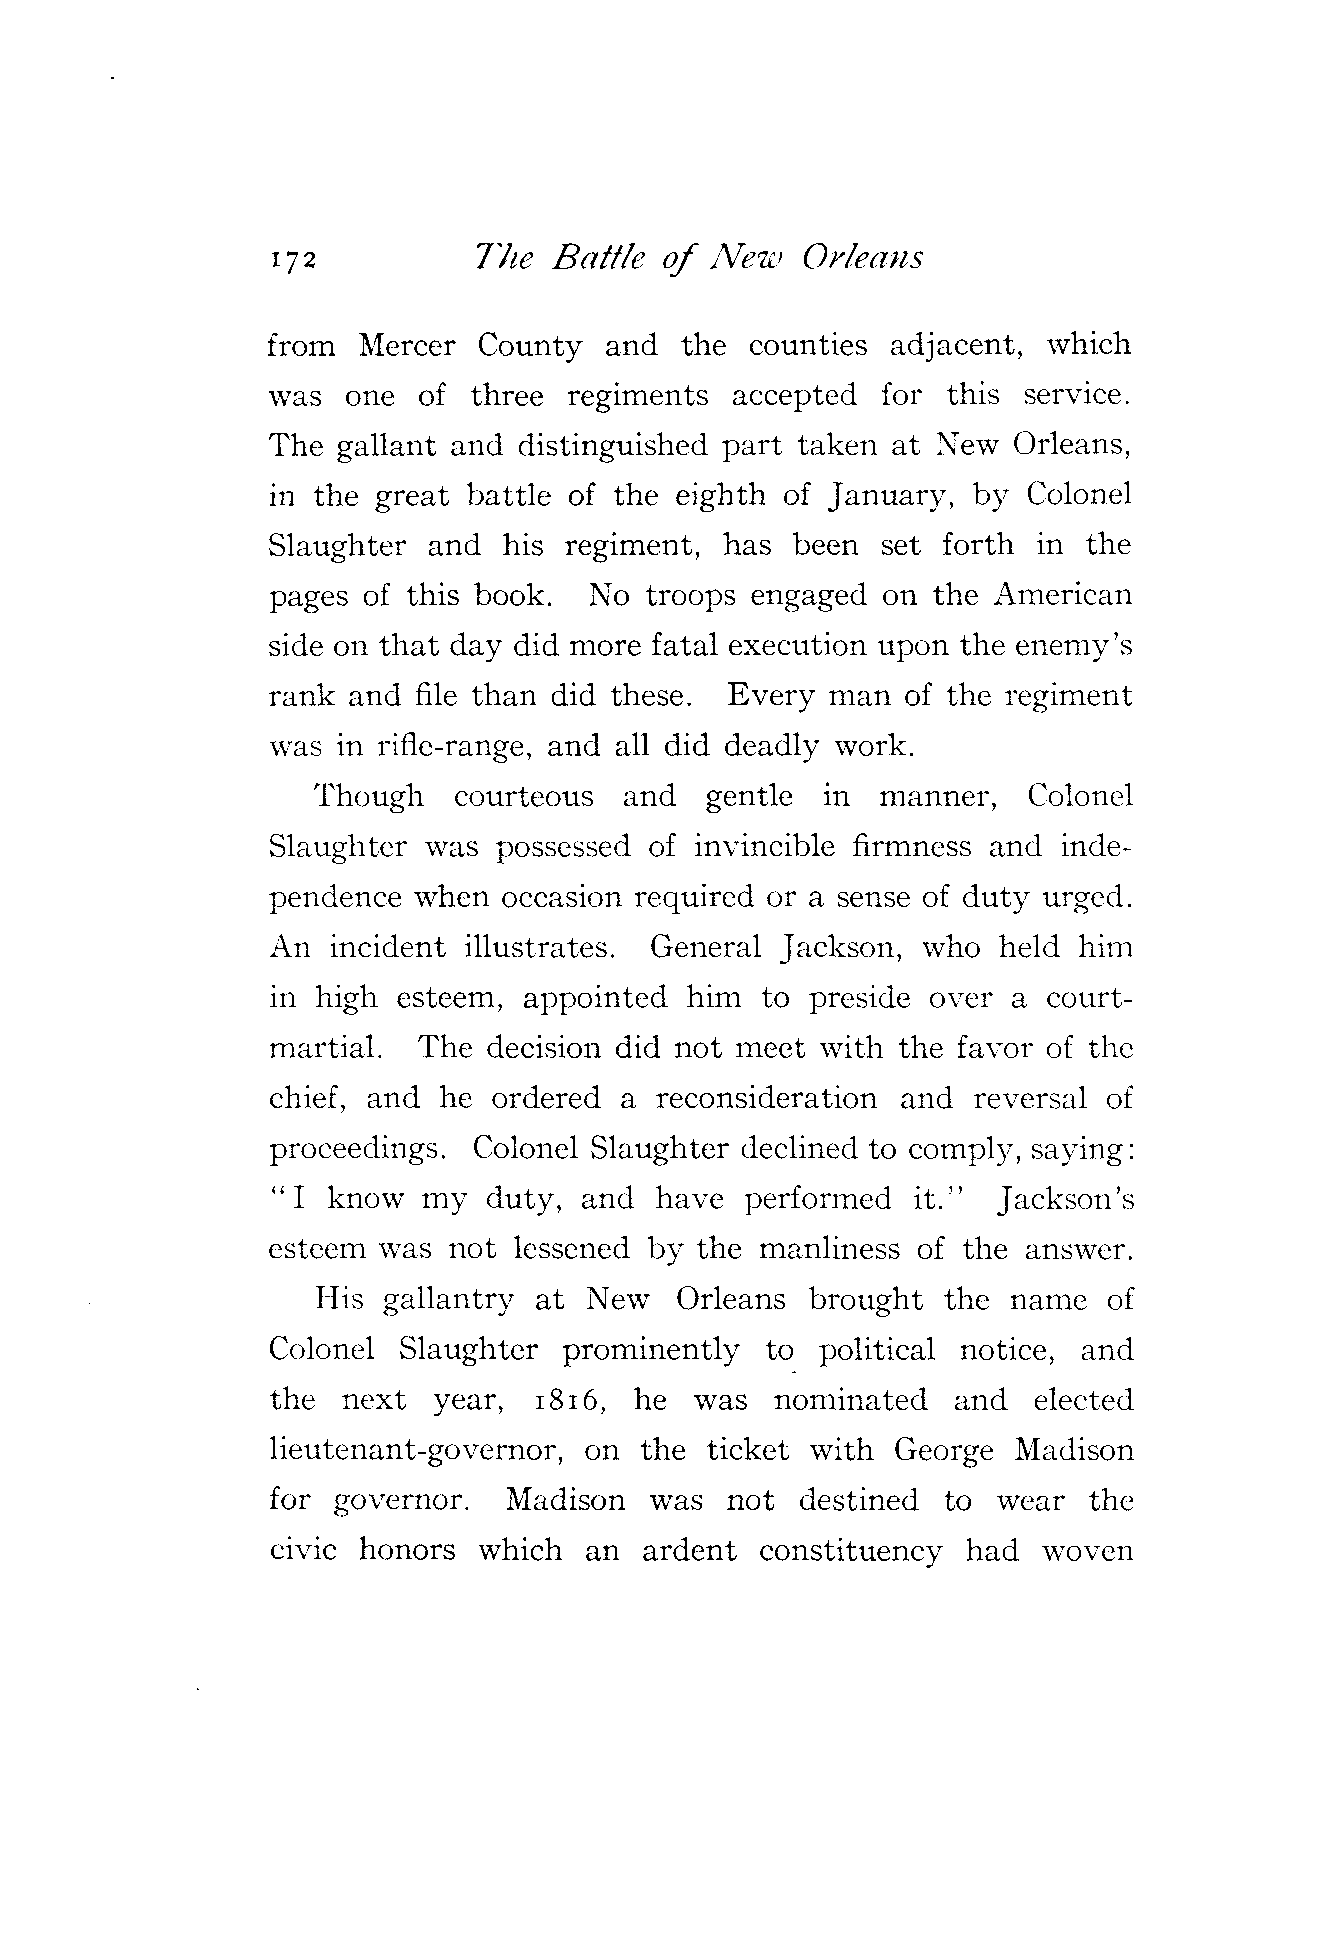 172 The Battle of New Orleans
from Mercer County and the counties adjacent, which
was one of three regiments accepted for this service.
The gallant and distinguished part taken at New Orleans,
in the great battle of the eighth of January, by Colonel
Slaughter and his regiment, has been set forth in the
pages of this book. No troops engaged on the American
side on that day did more fatal execution upon the enemy's
rank and file than did these. Every man of the regiment
was in rifle-range, and all did deadly work.
Though courteous and gentle in manner, Colonel
Slaughter was possessed of invincible firmness and inde-
pendence when occasion required or a sense of duty urged.
An incident illustrates. General Jackson, who held him
in high esteem, appointed him to preside over a court-
martial. The decision did not meet with the favor of the
chief, and he ordered a reconsideration and reversal of
proceedings. Colonel Slaughter declined to comply, saying:
"I know my duty, and have performed it." Jackson's
esteem was not lessened by the manliness of the answer.
His gallantry at New Orleans brought the name of
Colonel Slaughter prominently to political notice, and
the next year, 1816, he was nominated and elected
lieutenant-governor, on the ticket with George Madison
for governor. Madison was not destined to wear the
civic honors which an ardent constituency had woven